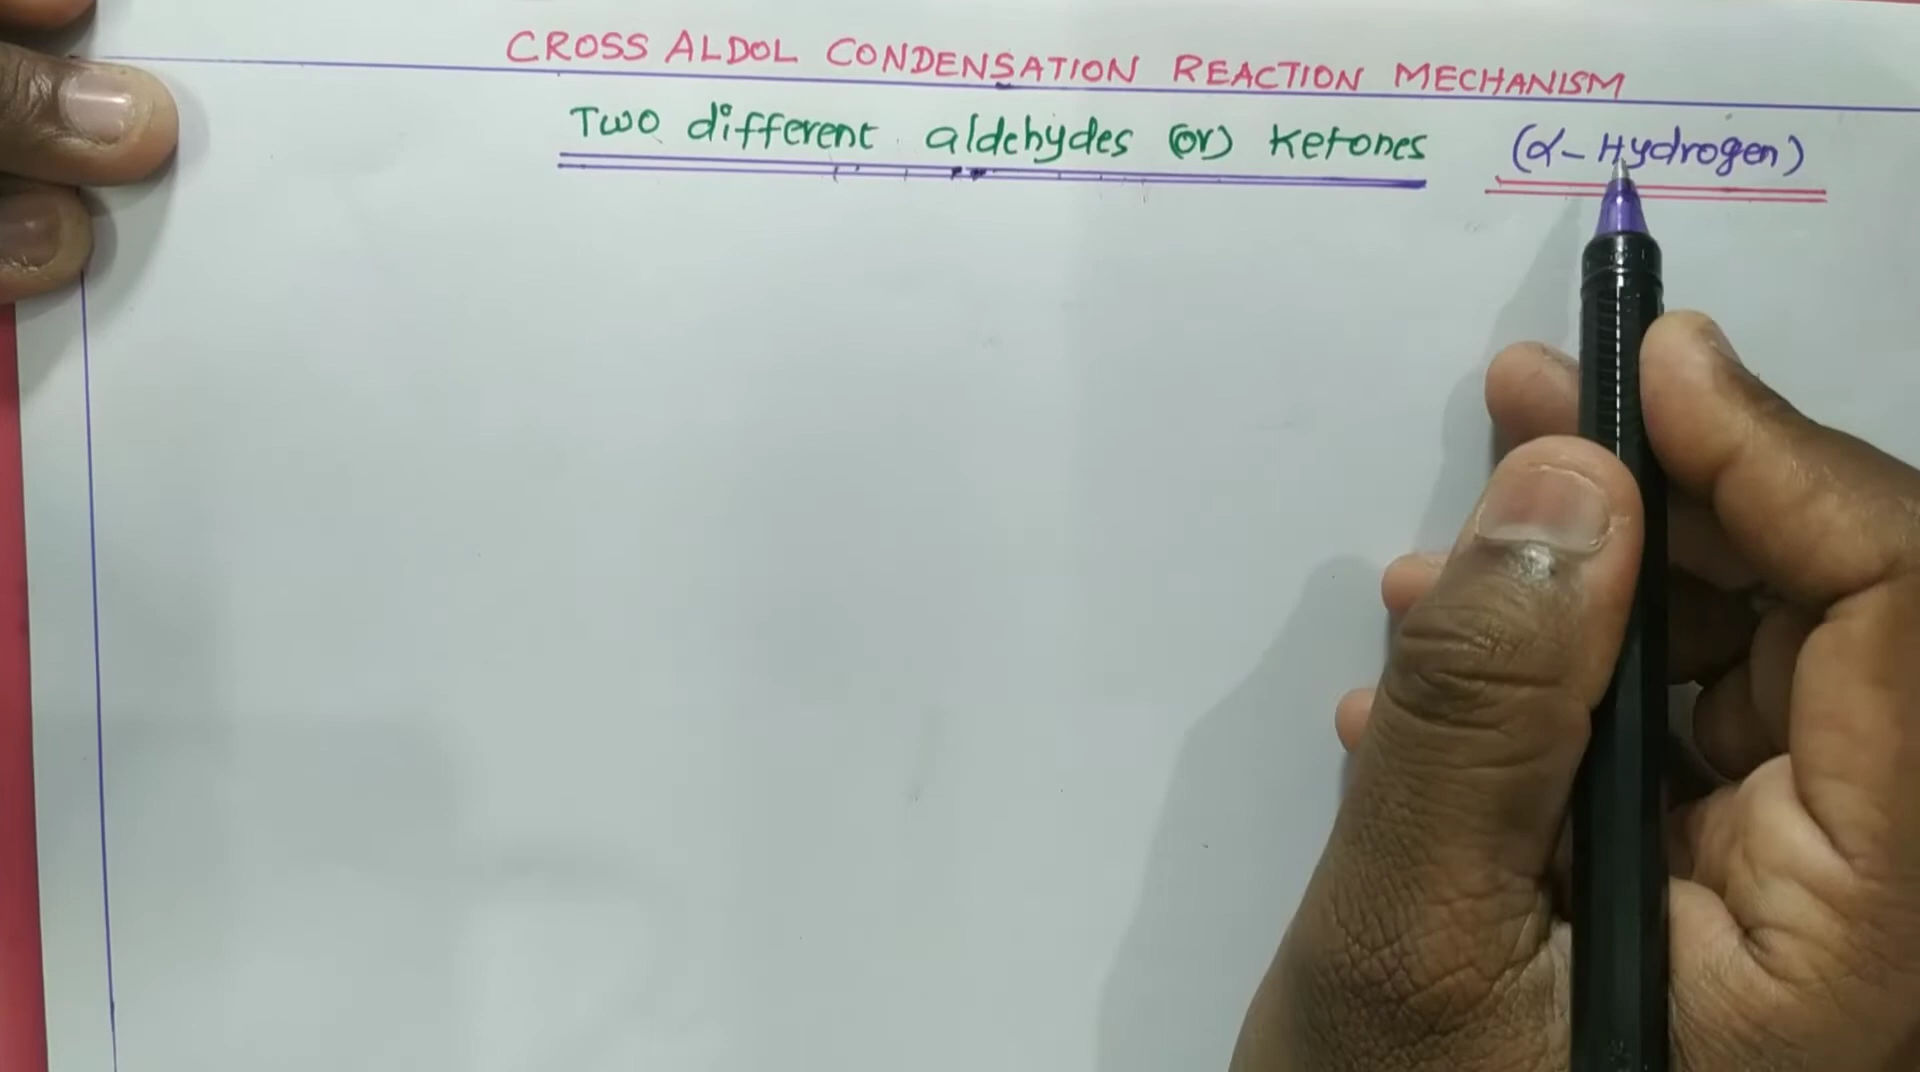 CROSS ALDOL CONDENSATION REACTION MECHANISM
Two different aldehydes (or) ketones (α-Hydrogen)